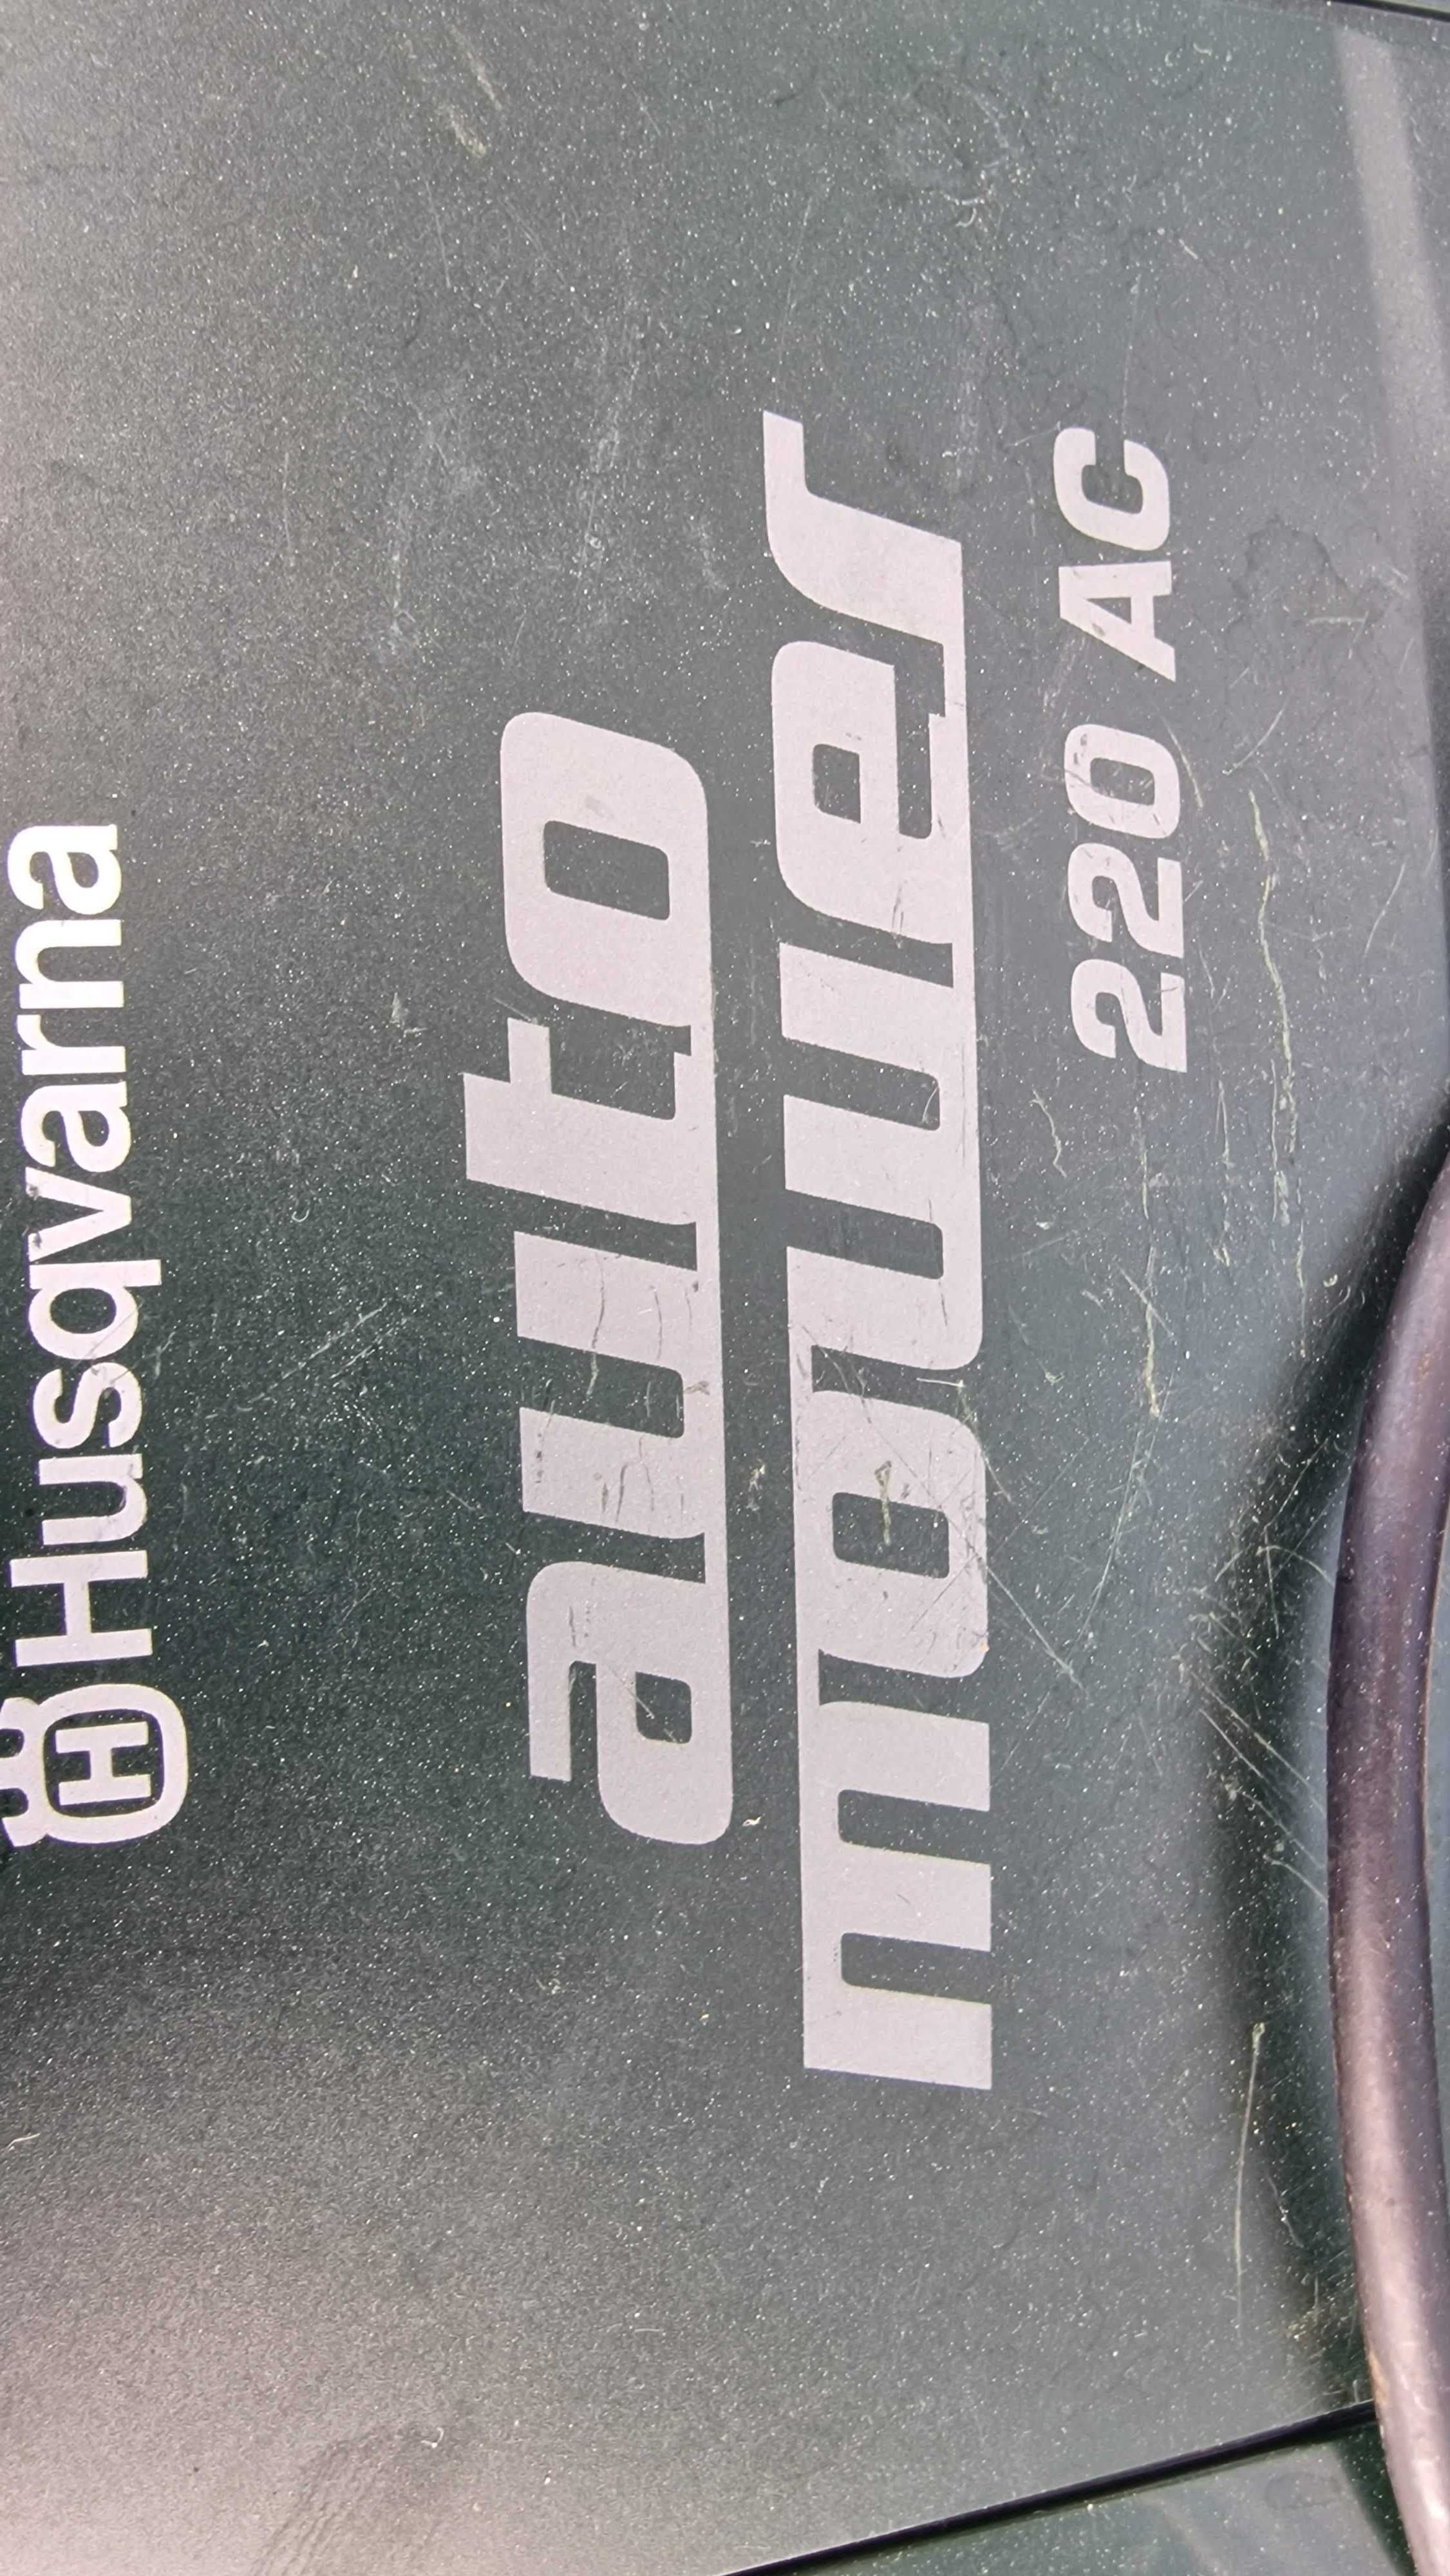 Husqvarna
auto
mower
220 AC